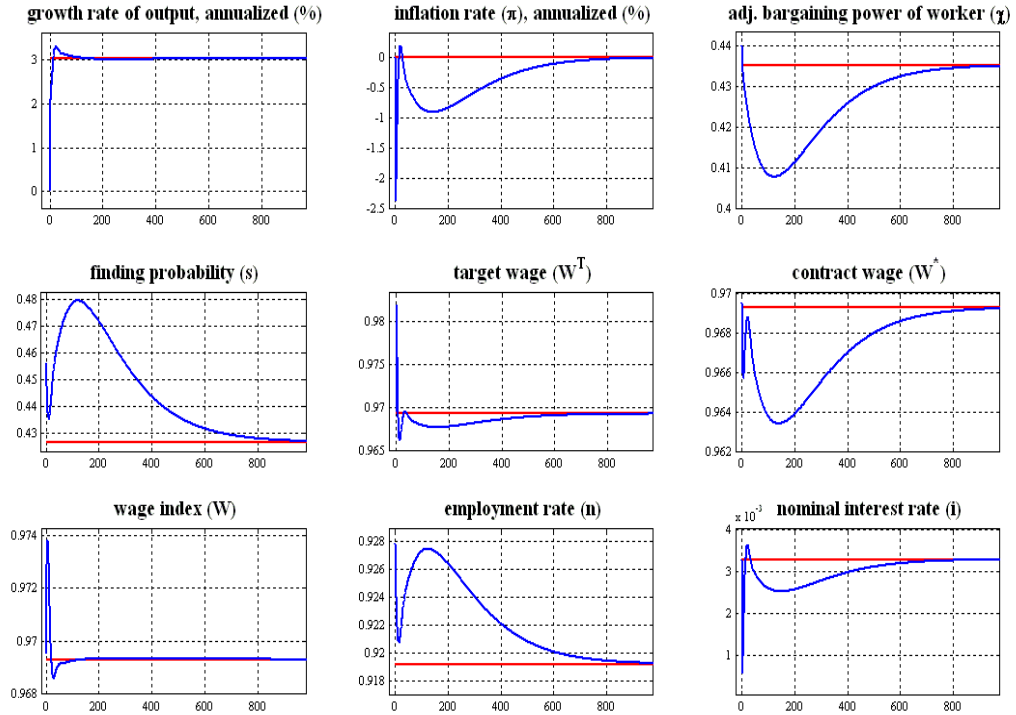 growth rate of output, annualized (%)
inflation rate (π), annualized (%)
adj. bargaining power of worker (χ)
3
2
1
0
0 200 400 600 800
0
-0.5
-1
-1.5
-2
-2.5
0 200 400 600 800
0.44
0.43
0.42
0.41
0.4
0 200 400 600 800
finding probability (s)
target wage (W^T)
contract wage (W^*)
0.48
0.47
0.46
0.45
0.44
0.43
0 200 400 600 800
0.98
0.975
0.97
0.965
0 200 400 600 800
0.97
0.968
0.966
0.964
0.962
0 200 400 600 800
wage index (W)
employment rate (n)
nominal interest rate (i)
0.974
0.972
0.97
0.968
0 200 400 600 800
0.928
0.926
0.924
0.922
0.92
0.918
0 200 400 600 800
x 10^-3
4
3
2
1
0 200 400 600 800